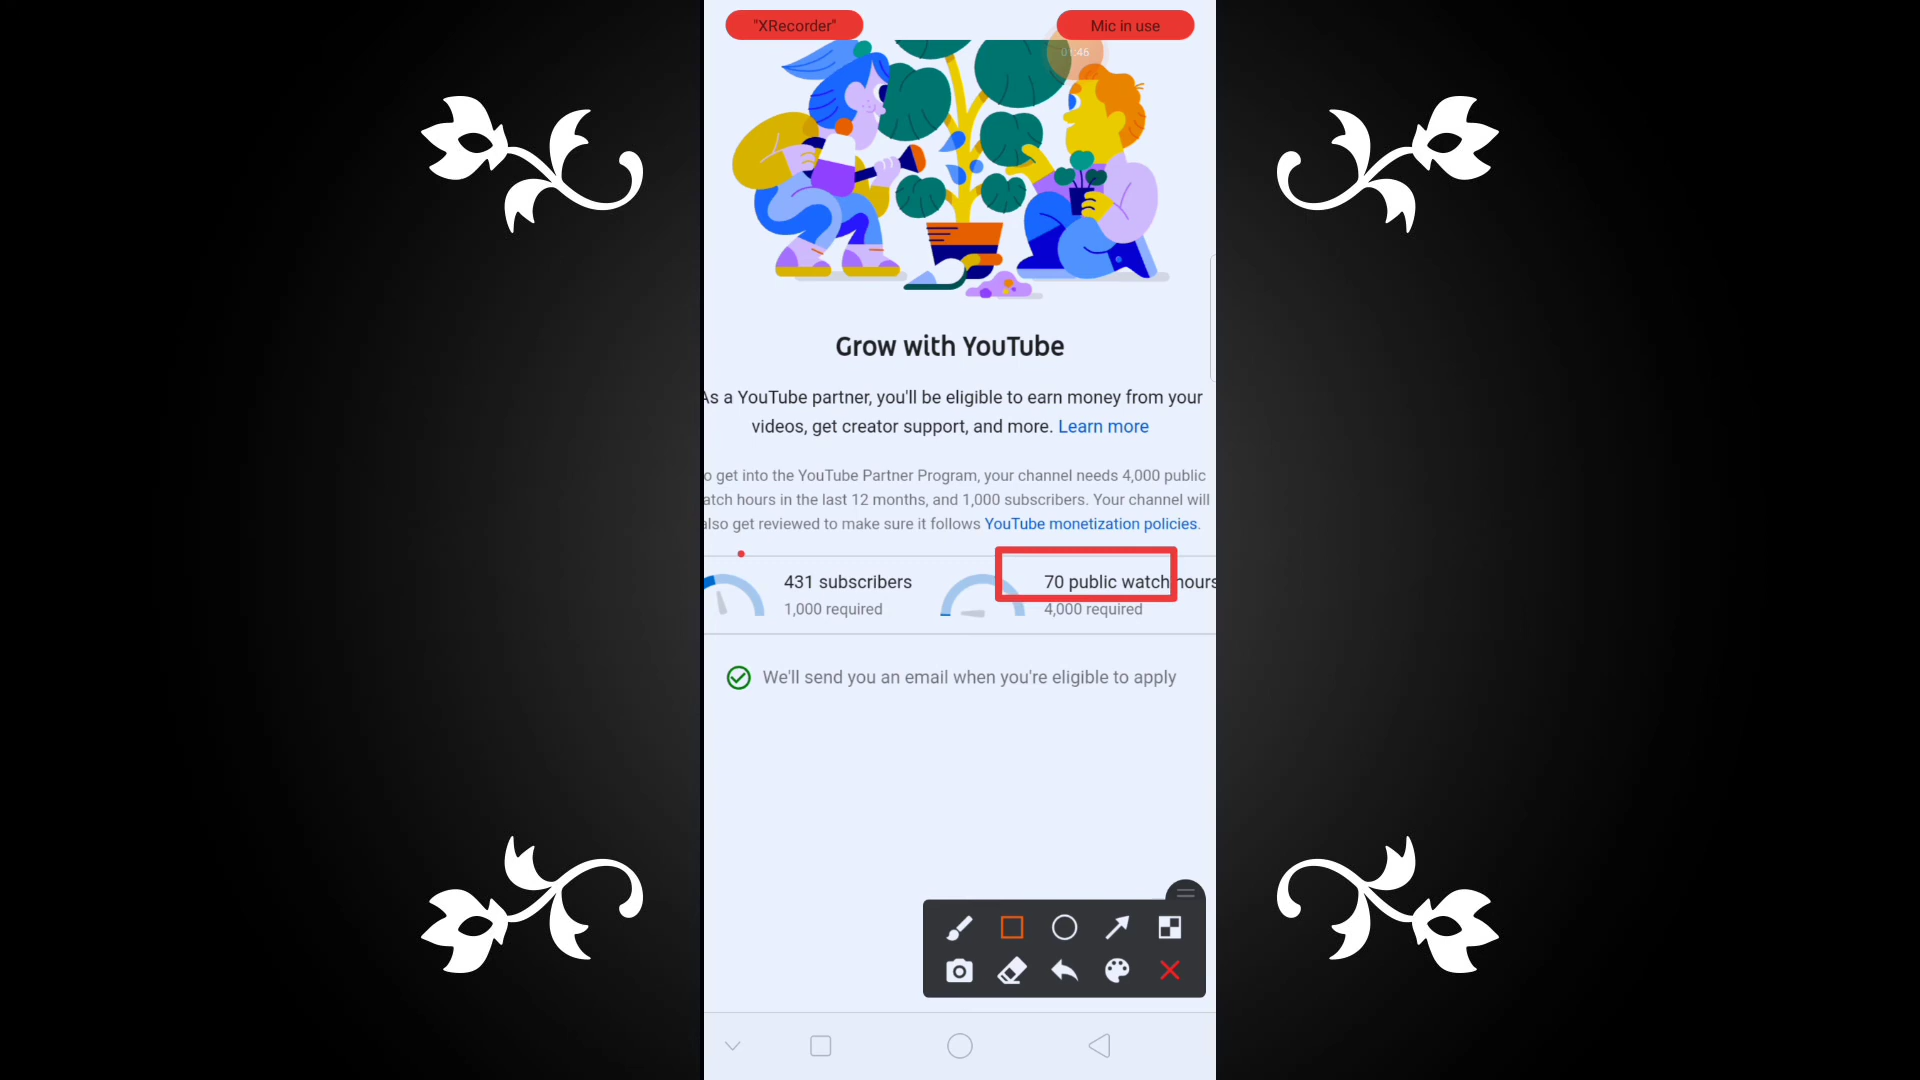 "XRecorder" Mic in use
01:45
Grow with YouTube
As a YouTube partner, you'll be eligible to earn money from your
videos, get creator support, and more. Learn more
o get into the YouTube Partner Program, your channel needs 4,000 public
atch hours in the last 12 months, and 1,000 subscribers. Your channel will
also get reviewed to make sure it follows YouTube monetization policies.
431 subscribers
1,000 required
70 public watch hours
4,000 required
We'll send you an email when you're eligible to apply